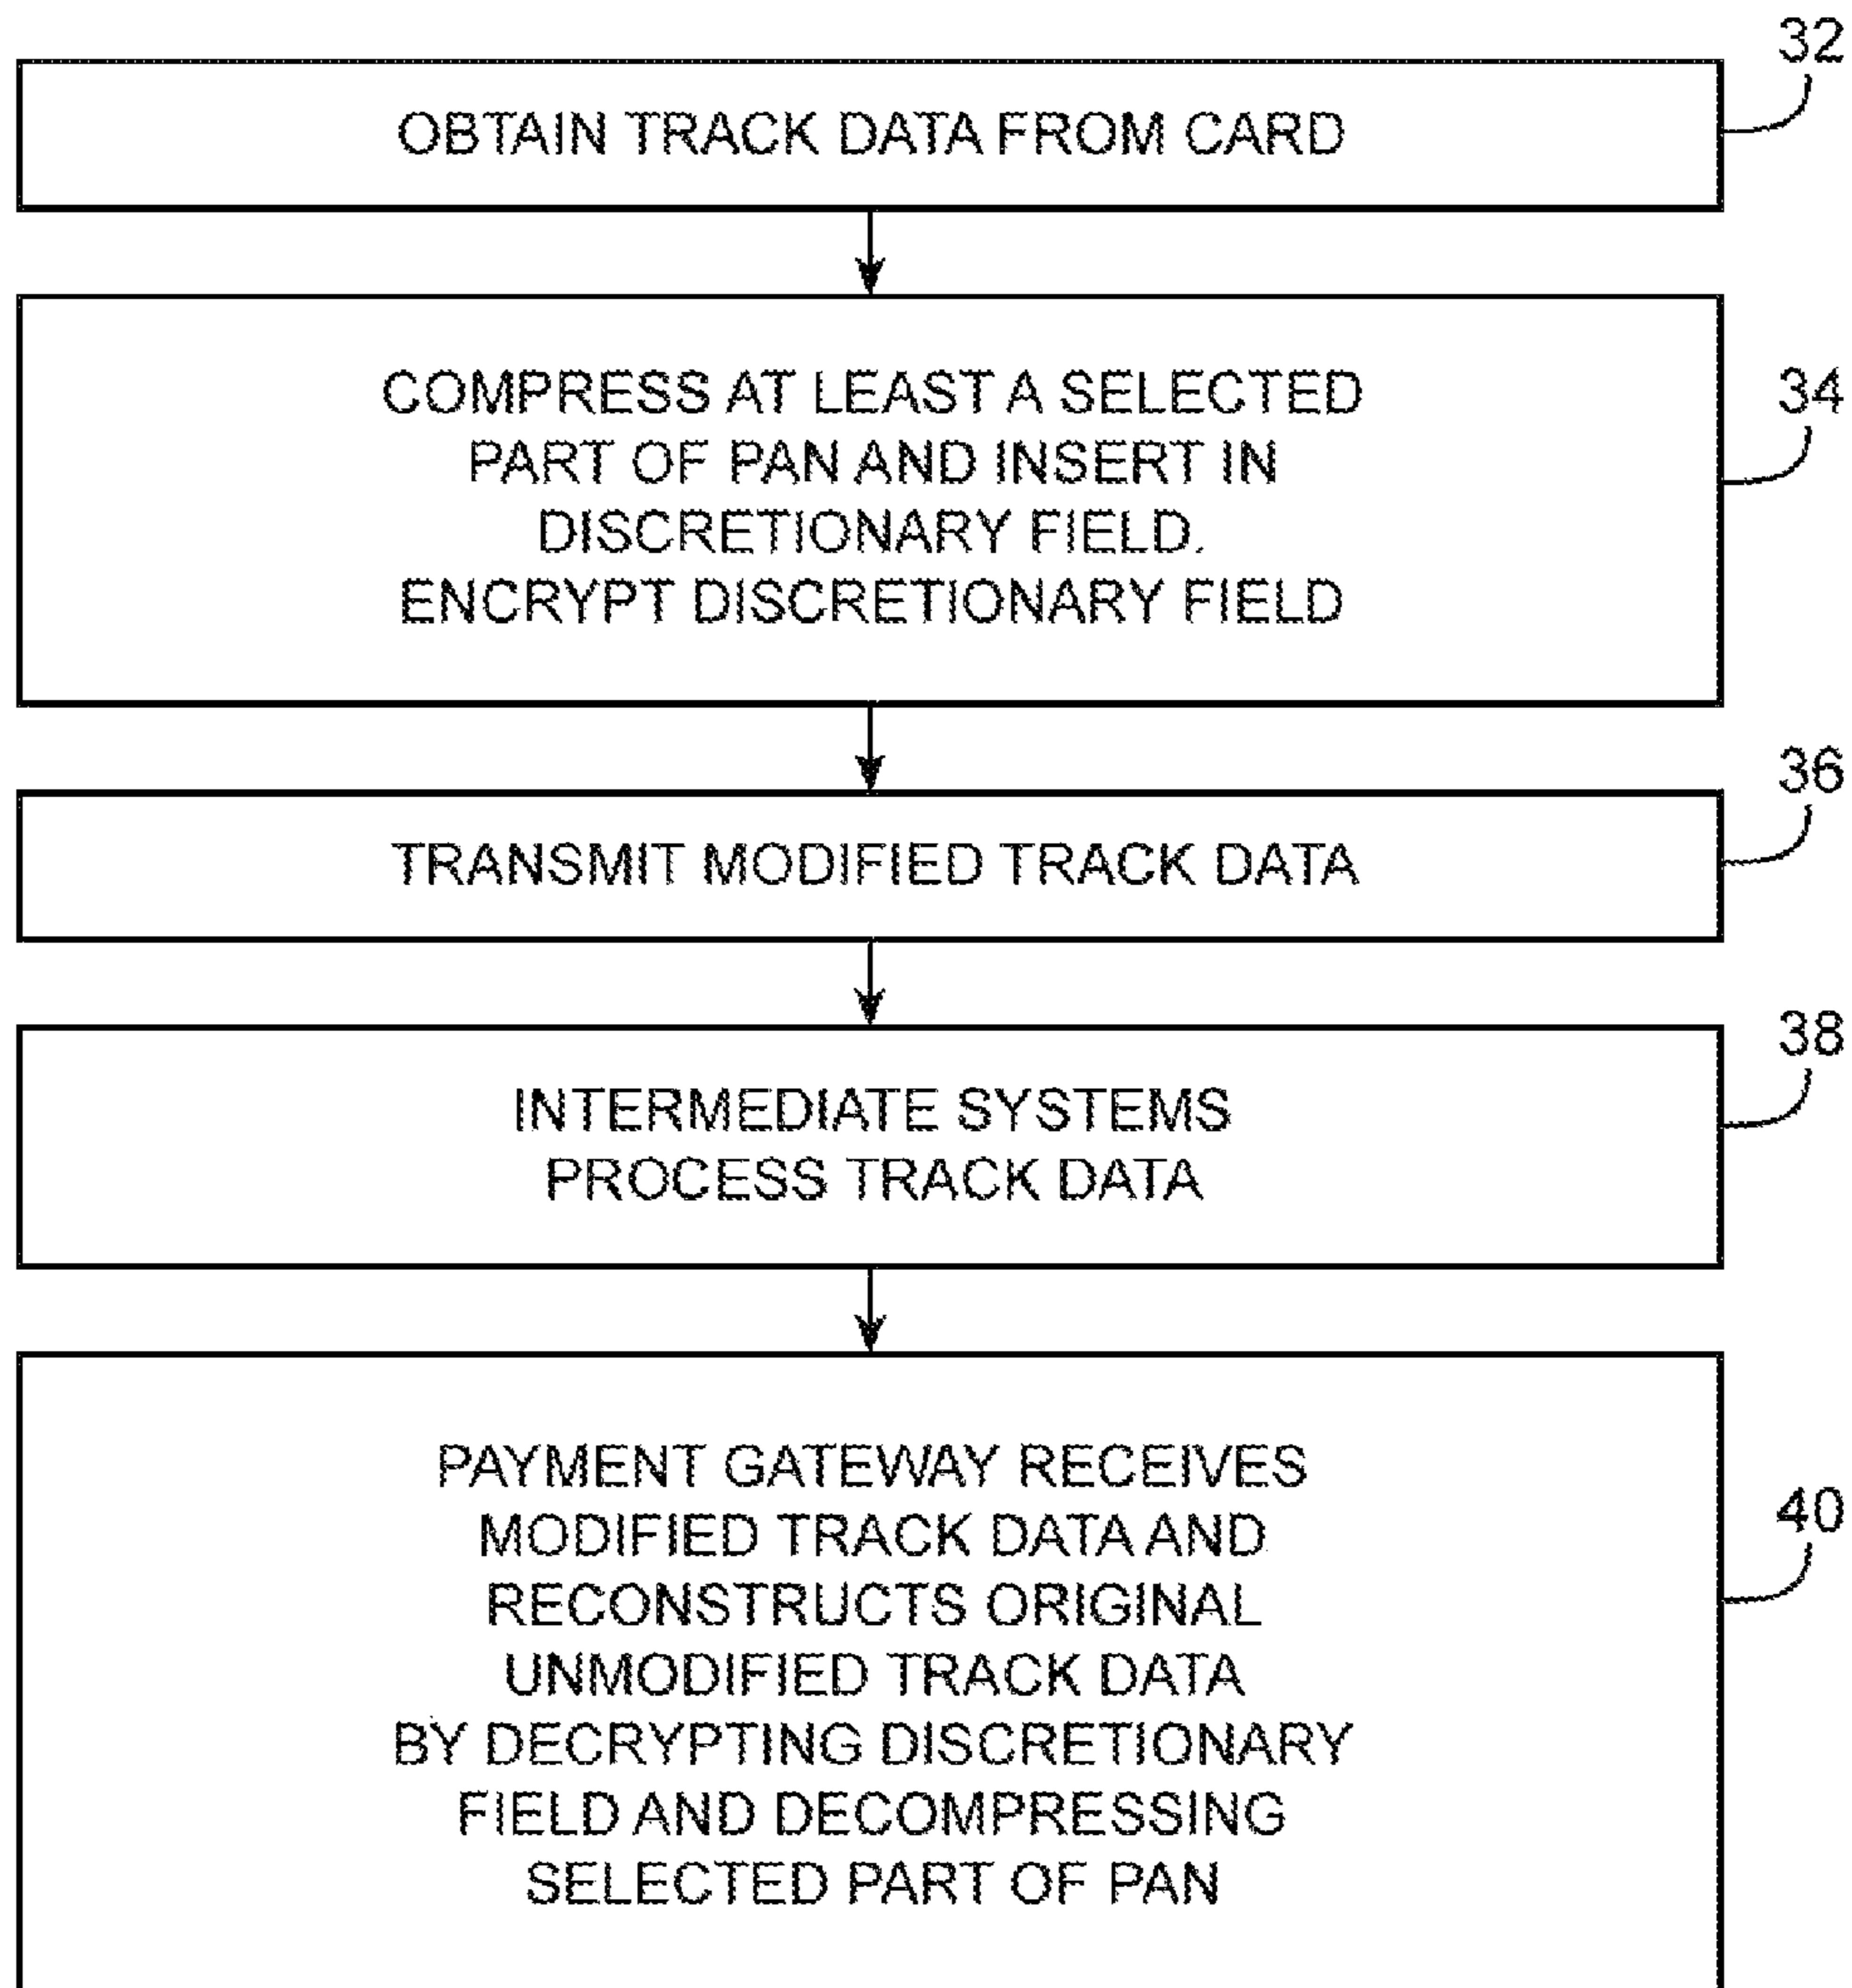 32
OBTAIN TRACK DATA FROM CARD
34
COMPRESS AT LEAST A SELECTED
PART OF PAN AND INSERT IN
DISCRETIONARY FIELD.
ENCRYPT DISCRETIONARY FIELD
36
TRANSMIT MODIFIED TRACK DATA
38
INTERMEDIATE SYSTEMS
PROCESS TRACK DATA
40
PAYMENT GATEWAY RECEIVES
MODIFIED TRACK DATA AND
RECONSTRUCTS ORIGINAL
UNMODIFIED TRACK DATA
BY DECRYPTING DISCRETIONARY
FIELD AND DECOMPRESSING
SELECTED PART OF PAN